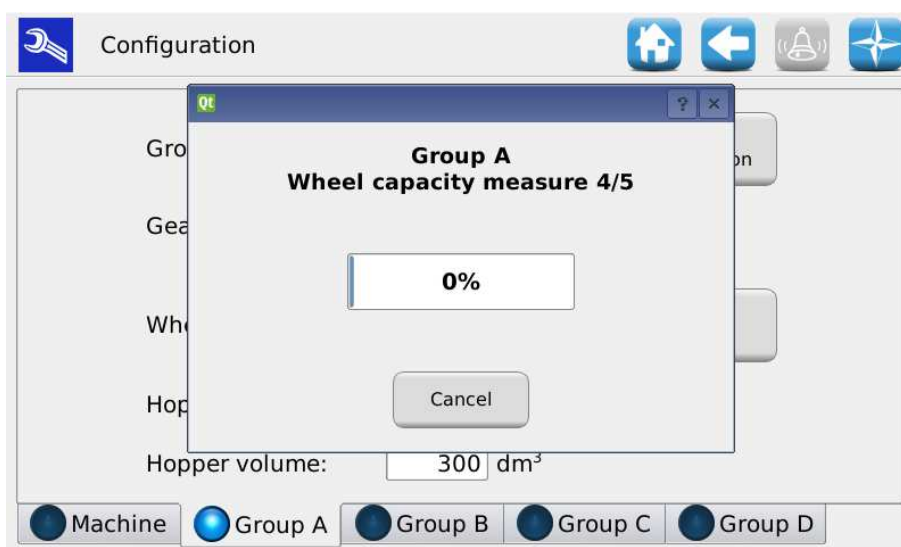 Configuration
Qt
? ×
Group A
Wheel capacity measure 4/5
Gro
on
Gea
0%
Whe
Cancel
Hop
Hopper volume: 300 dm³
Machine Group A Group B Group C Group D